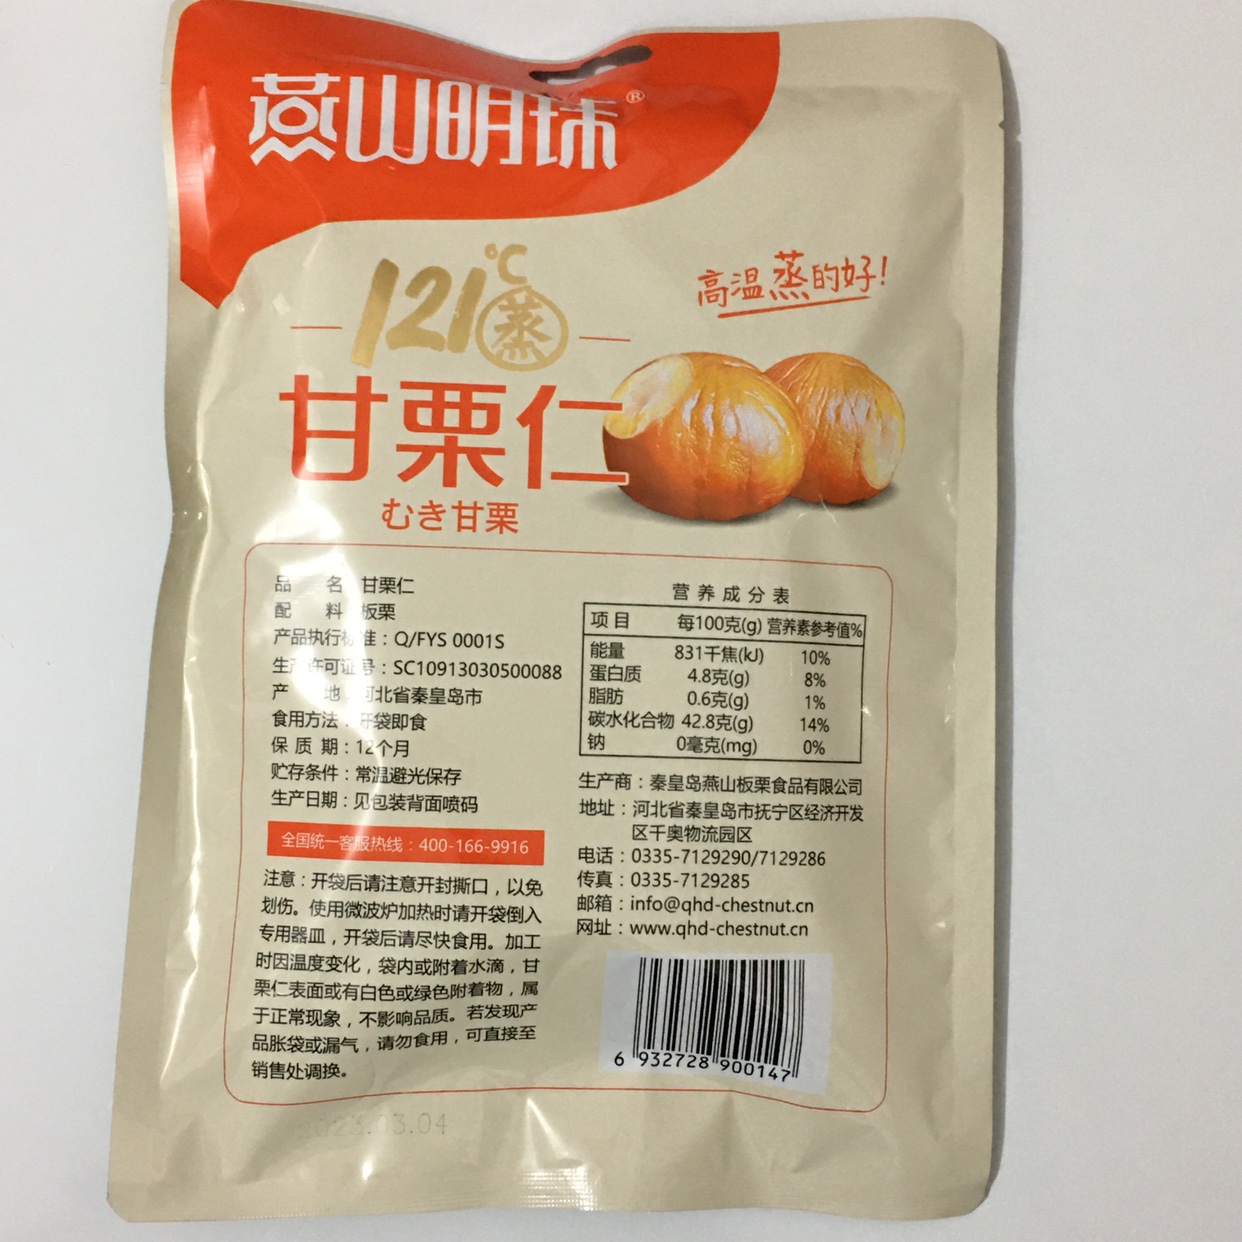 燕山明珠®
121℃蒸
高温蒸的好!
甘栗仁
むき甘栗
品 名 甘栗仁
配 料 板栗
产品执行标准：Q/FYS 0001S
生产许可证号：SC10913030500088
产 地 河北省秦皇岛市
食用方法：开袋即食
保质期：12个月
贮存条件：常温避光保存
生产日期：见包装背面喷码
全国统一客服热线：400-166-9916
注意：开袋后请注意开封撕口，以免
划伤。使用微波炉加热时请开袋倒入
专用器皿，开袋后请尽快食用。加工
时因温度变化，袋内或附着水滴，甘
栗仁表面或有白色或绿色附着物，属
于正常现象，不影响品质。若发现产
品胀袋或漏气，请勿食用，可直接至
销售处调换。
营养成分表
项目 每100克(g) 营养素参考值%
能量 831千焦(kJ) 10%
蛋白质 4.8克(g) 8%
脂肪 0.6克(g) 1%
碳水化合物 42.8克(g) 14%
钠 0毫克(mg) 0%
生产商：秦皇岛燕山板栗食品有限公司
地址：河北省秦皇岛市抚宁区经济开发
区千奥物流园区
电话：0335-7129290/7129286
传真：0335-7129285
邮箱：info@qhd-chestnut.cn
网址：www.qhd-chestnut.cn
6 932728 900147
2023.03.04